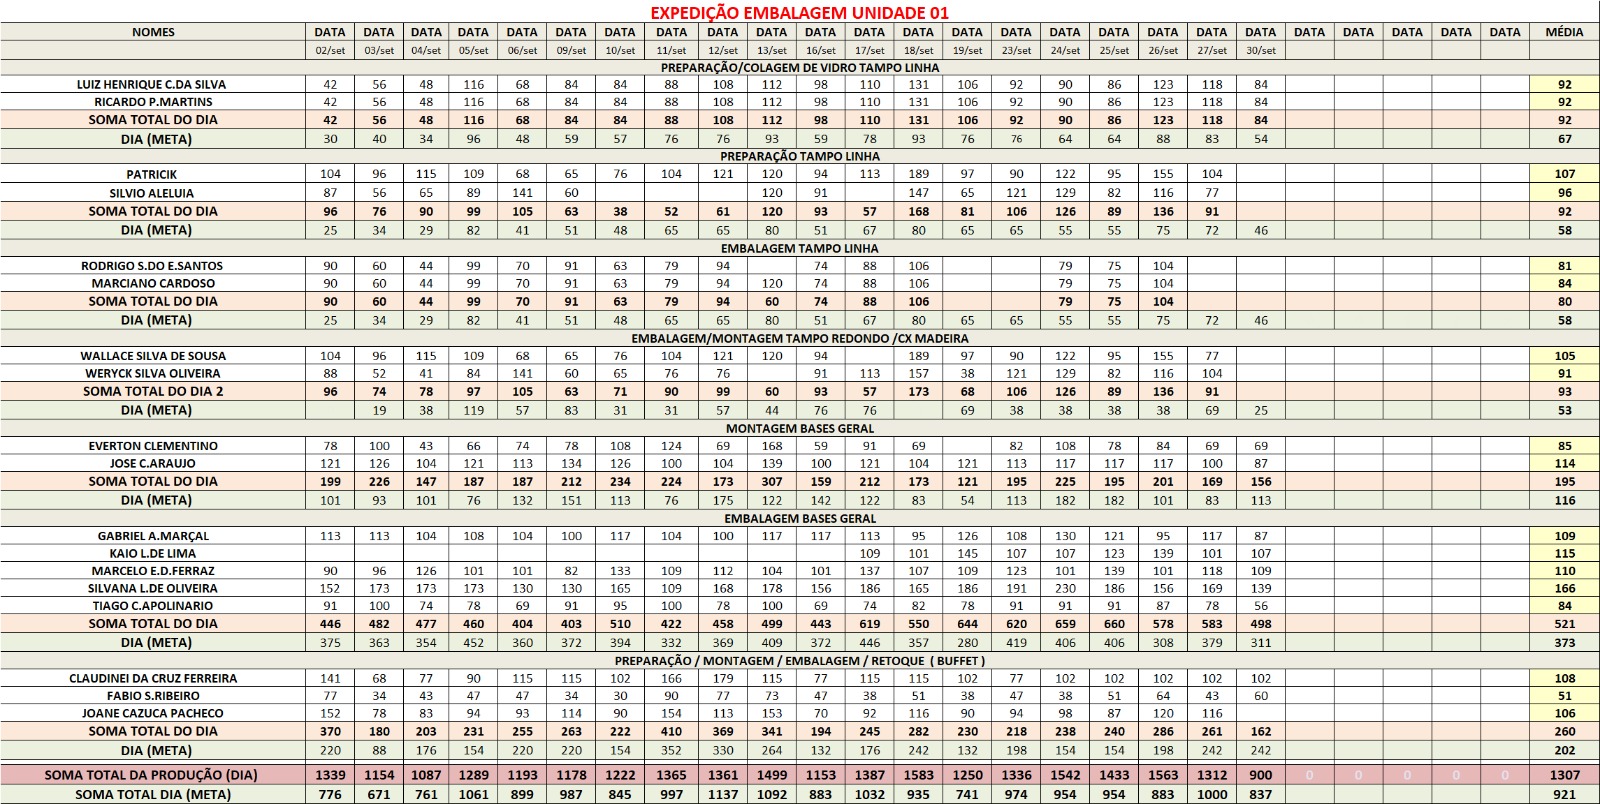 EXPEDIÇÃO EMBALAGEM UNIDADE 01
NOMES DATA DATA DATA DATA DATA DATA DATA DATA DATA DATA DATA DATA DATA DATA DATA DATA DATA DATA DATA DATA DATA DATA DATA DATA DATA MÉDIA
02/set 03/set 04/set 05/set 06/set 09/set 10/set 11/set 12/set 13/set 16/set 17/set 18/set 19/set 23/set 24/set 25/set 26/set 27/set 30/set
PREPARAÇÃO/COLAGEM DE VIDRO TAMPO LINHA
LUIZ HENRIQUE C.DA SILVA 42 56 48 116 68 84 84 88 108 112 98 110 131 106 92 90 86 123 118 84 92
RICARDO P.MARTINS 42 56 48 116 68 84 84 88 108 112 98 110 131 106 92 90 86 123 118 84 92
SOMA TOTAL DO DIA 42 56 48 116 68 84 84 88 108 112 98 110 131 106 92 90 86 123 118 84 92
DIA (META) 30 40 34 96 48 59 57 76 76 93 59 78 93 76 76 64 64 88 83 54 67
PREPARAÇÃO TAMPO LINHA
PATRICIK 104 96 115 109 68 65 76 104 121 120 94 113 189 97 90 122 95 155 104 107
SILVIO ALELUIA 87 56 65 89 141 60 120 91 147 65 121 129 82 116 77 96
SOMA TOTAL DO DIA 96 76 90 99 105 63 38 52 61 120 93 57 168 81 106 126 89 136 91 92
DIA (META) 25 34 29 82 41 51 48 65 65 80 51 67 80 65 65 55 55 75 72 46 58
EMBALAGEM TAMPO LINHA
RODRIGO S.DO E.SANTOS 90 60 44 99 70 91 63 79 94 74 88 106 79 75 104 81
MARCIANO CARDOSO 90 60 44 99 70 91 63 79 94 120 74 88 106 79 75 104 84
SOMA TOTAL DO DIA 90 60 44 99 70 91 63 79 94 60 74 88 106 79 75 104 80
DIA (META) 25 34 29 82 41 51 48 65 65 80 51 67 80 65 65 55 55 75 72 46 58
EMBALAGEM/MONTAGEM TAMPO REDONDO /CX MADEIRA
WALLACE SILVA DE SOUSA 104 96 115 109 68 65 76 104 121 120 94 189 97 90 122 95 155 77 105
WERYCK SILVA OLIVEIRA 88 52 41 84 141 60 65 76 76 91 113 157 38 121 129 82 116 104 91
SOMA TOTAL DO DIA 2 96 74 78 97 105 63 71 90 99 60 93 57 173 68 106 126 89 136 91 93
DIA (META) 19 38 119 57 83 31 31 57 44 76 76 69 38 38 38 38 69 25 53
MONTAGEM BASES GERAL
EVERTON CLEMENTINO 78 100 43 66 74 78 108 124 69 168 59 91 69 82 108 78 84 69 69 85
JOSE C.ARAUJO 121 126 104 121 113 134 126 100 104 139 100 121 104 121 113 117 117 117 100 87 114
SOMA TOTAL DO DIA 199 226 147 187 187 212 234 224 173 307 159 212 173 121 195 225 195 201 169 156 195
DIA (META) 101 93 101 76 132 151 113 76 175 122 142 122 83 54 113 182 182 101 83 113 116
EMBALAGEM BASES GERAL
GABRIEL A.MARÇAL 113 113 104 108 104 100 117 104 100 117 117 113 95 126 108 130 121 95 117 87 109
KAIO L.DE LIMA 109 101 145 107 107 123 139 101 107 115
MARCELO E.D.FERRAZ 90 96 126 101 101 82 133 109 112 104 101 137 107 109 123 101 139 101 118 109 110
SILVANA L.DE OLIVEIRA 152 173 173 173 130 130 165 109 168 178 156 186 165 186 191 230 186 156 169 139 166
TIAGO C.APOLINARIO 91 100 74 78 69 91 95 100 78 100 69 74 82 78 91 91 91 87 78 56 84
SOMA TOTAL DO DIA 446 482 477 460 404 403 510 422 458 499 443 619 550 644 620 659 660 578 583 498 521
DIA (META) 375 363 354 452 360 372 394 332 369 409 372 446 357 280 419 406 406 308 379 311 373
PREPARAÇÃO / MONTAGEM / EMBALAGEM / RETOQUE ( BUFFET )
CLAUDINEI DA CRUZ FERREIRA 141 68 77 90 115 115 102 166 179 115 77 115 115 102 77 102 102 102 102 102 108
FABIO S.RIBEIRO 77 34 43 47 47 34 30 90 77 73 47 38 51 38 47 38 51 64 43 60 51
JOANE CAZUCA PACHECO 152 78 83 94 93 114 90 154 113 153 70 92 116 90 94 98 87 120 116 106
SOMA TOTAL DO DIA 370 180 203 231 255 263 222 410 369 341 194 245 282 230 218 238 240 286 261 162 260
DIA (META) 220 88 176 154 220 220 154 352 330 264 132 176 242 132 198 154 154 198 242 242 202
SOMA TOTAL DA PRODUÇÃO (DIA) 1339 1154 1087 1289 1193 1178 1222 1365 1361 1499 1153 1387 1583 1250 1336 1542 1433 1563 1312 900 0 0 0 0 0 1307
SOMA TOTAL DIA (META) 776 671 761 1061 899 987 845 997 1137 1092 883 1032 935 741 974 954 954 883 1000 837 921